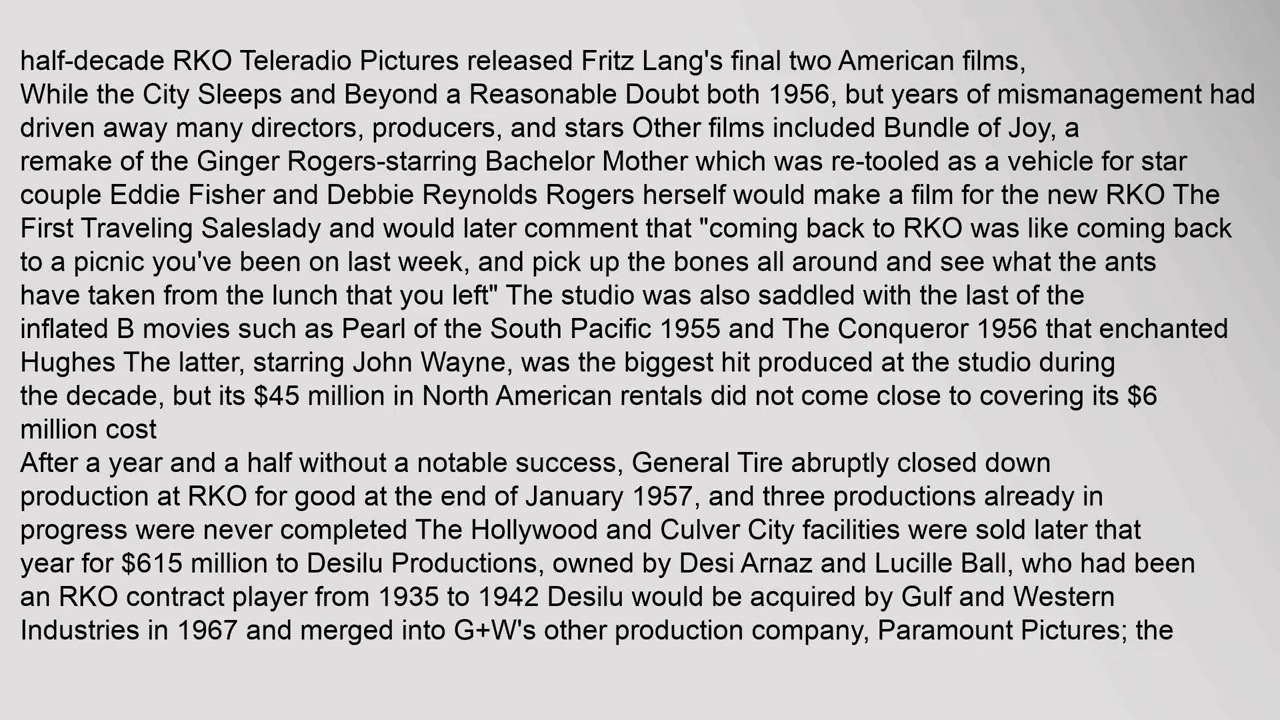 half-decade RKO Teleradio Pictures released Fritz Lang's final two American films,
While the City Sleeps and Beyond a Reasonable Doubt both 1956, but years of mismanagement had
driven away many directors, producers, and stars Other films included Bundle of Joy, a
remake of the Ginger Rogers-starring Bachelor Mother which was re-tooled as a vehicle for star
couple Eddie Fisher and Debbie Reynolds Rogers herself would make a film for the new RKO The
First Traveling Saleslady and would later comment that "coming back to RKO was like coming back
to a picnic you've been on last week, and pick up the bones all around and see what the ants
have taken from the lunch that you left" The studio was also saddled with the last of the
inflated B movies such as Pearl of the South Pacific 1955 and The Conqueror 1956 that enchanted
Hughes The latter, starring John Wayne, was the biggest hit produced at the studio during
the decade, but its $45 million in North American rentals did not come close to covering its $6
million cost
After a year and a half without a notable success, General Tire abruptly closed down
production at RKO for good at the end of January 1957, and three productions already in
progress were never completed The Hollywood and Culver City facilities were sold later that
year for $615 million to Desilu Productions, owned by Desi Arnaz and Lucille Ball, who had been
an RKO contract player from 1935 to 1942 Desilu would be acquired by Gulf and Western
Industries in 1967 and merged into G+W's other production company, Paramount Pictures; the